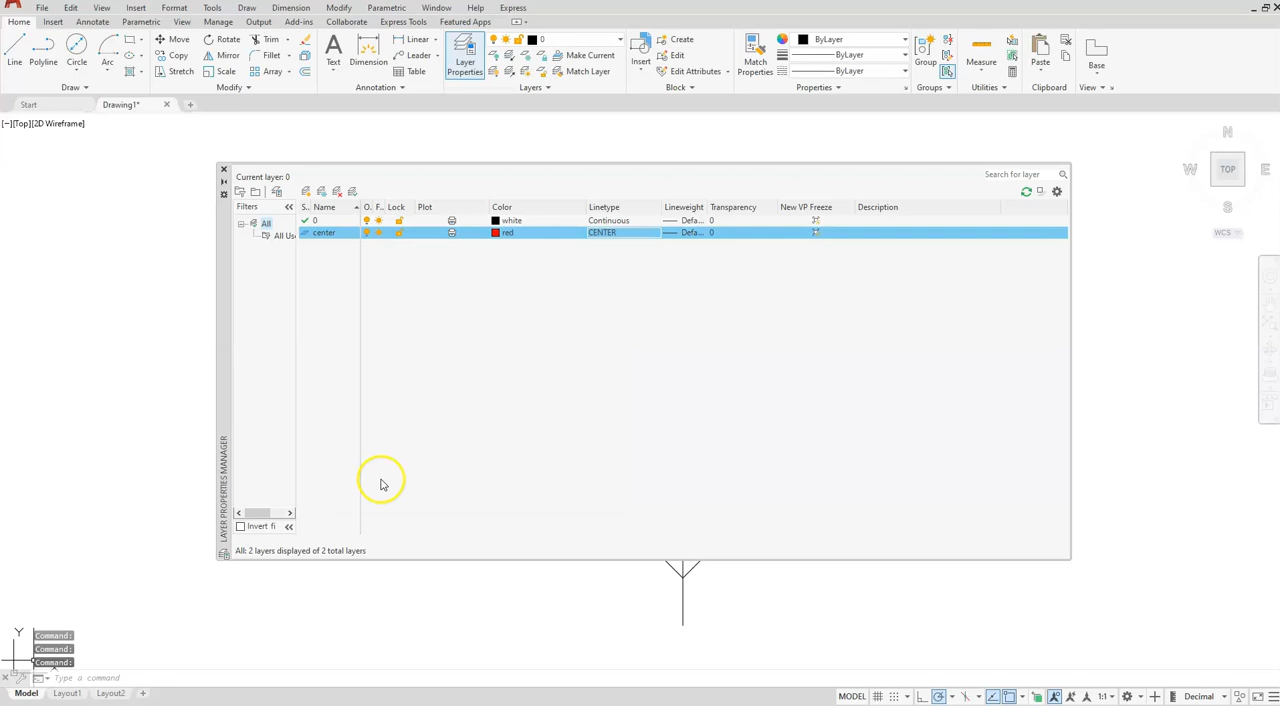 File Edit View Insert Format Tools Draw Dimension Modify Parametric Window Help Express
Home Insert Annotate Parametric View Manage Output Add-ins Collaborate Express Tools Featured Apps
Line Polyline Circle Arc
Move Rotate Trim
Copy Mirror Fillet
Stretch Scale Array
Text Dimension
Linear
Leader
Table
Layer Properties
0
Create
Make Current
Edit
Match Layer
Insert
Edit Attributes
Match Properties
ByLayer
ByLayer
ByLayer
Group
Measure
Paste
Base
Draw Modify Annotation Layers Block Properties Groups Utilities Clipboard View
Start Drawing1*
[−][Top][2D Wireframe]
N
W TOP E
S
WCS
Current layer: 0
Search for layer
Filters
S.. Name O. F.. Lock Plot Color Linetype Lineweight Transparency New VP Freeze Description
All
All Us
0 white Continuous Defa... 0
center red CENTER Defa... 0
Invert fi
All: 2 layers displayed of 2 total layers
LAYER PROPERTIES MANAGER
Y
Command:
Command:
Command:
Type a command
Model Layout1 Layout2
MODEL 1:1 Decimal